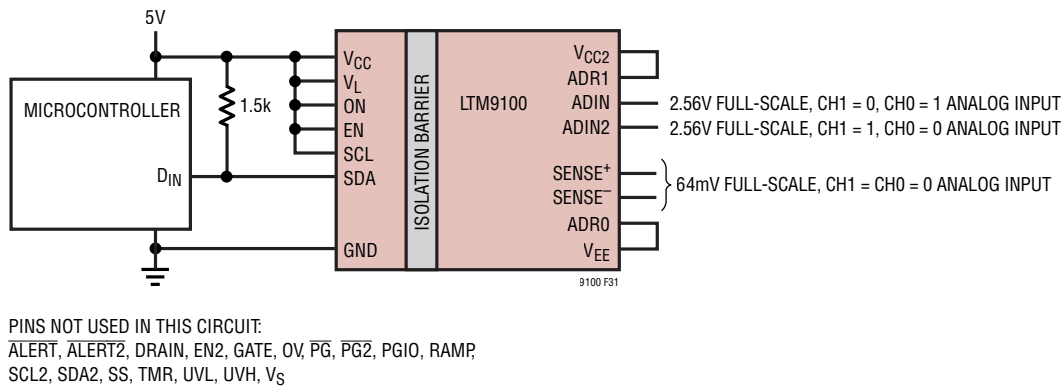 5V
MICROCONTROLLER
DIN
1.5k
VCC
VL
ON
EN
SCL
SDA
GND
ISOLATION BARRIER
LTM9100
VCC2
ADR1
ADIN
ADIN2
SENSE+
SENSE–
ADR0
VEE
2.56V FULL-SCALE, CH1 = 0, CH0 = 1 ANALOG INPUT
2.56V FULL-SCALE, CH1 = 1, CH0 = 0 ANALOG INPUT
64mV FULL-SCALE, CH1 = CH0 = 0 ANALOG INPUT
9100 F31
PINS NOT USED IN THIS CIRCUIT:
ALERT, ALERT2, DRAIN, EN2, GATE, OV, PG, PG2, PGIO, RAMP,
SCL2, SDA2, SS, TMR, UVL, UVH, VS